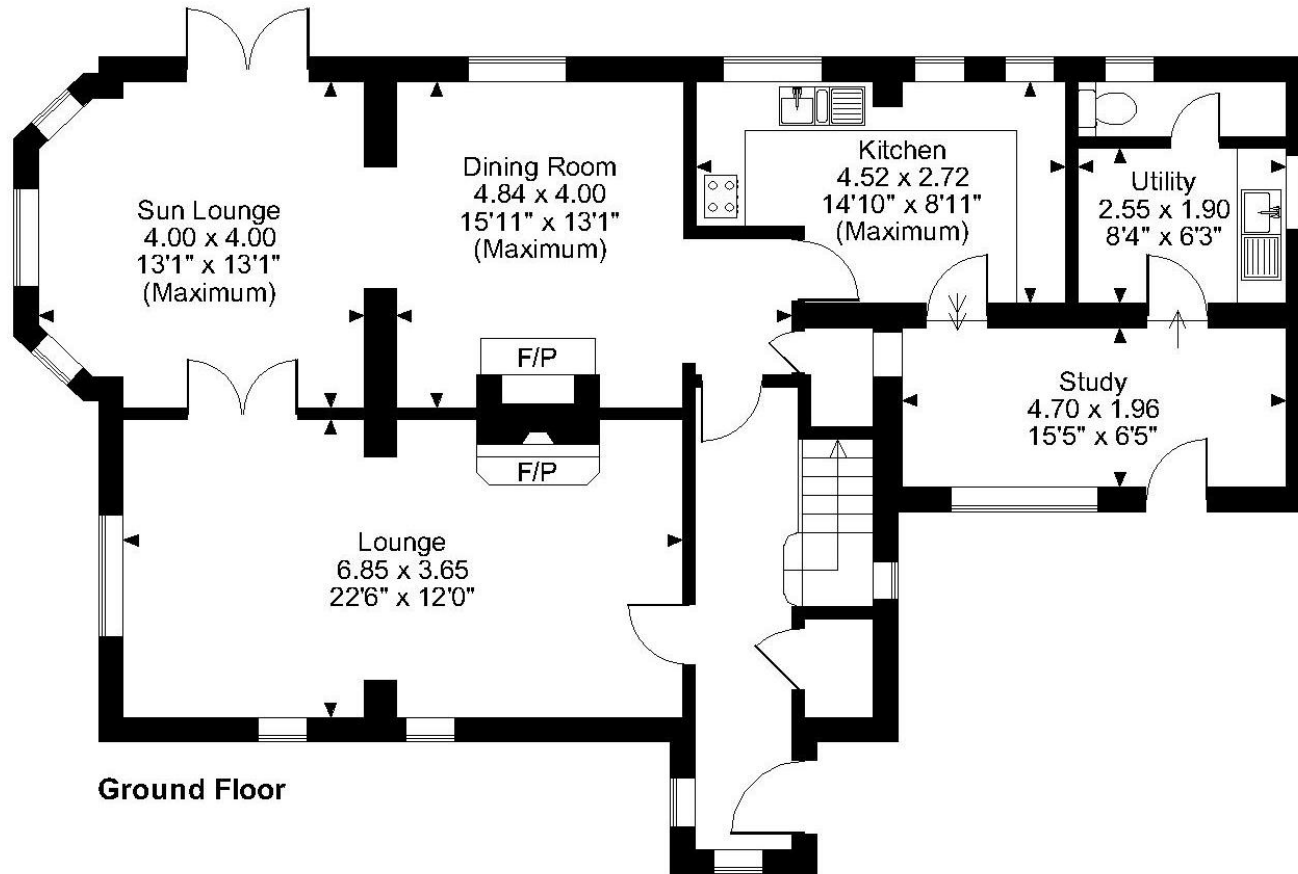 Sun Lounge
4.00 x 4.00
13'1" x 13'1"
(Maximum)
Dining Room
4.84 x 4.00
15'11" x 13'1"
(Maximum)
Kitchen
4.52 x 2.72
14'10" x 8'11"
(Maximum)
Utility
2.55 x 1.90
8'4" x 6'3"
F/P
F/P
Study
4.70 x 1.96
15'5" x 6'5"
Lounge
6.85 x 3.65
22'6" x 12'0"
Ground Floor